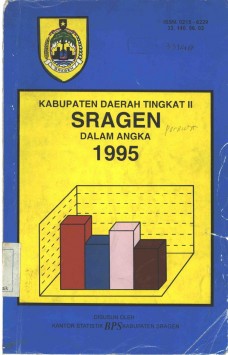 KABUPATEN DAERAH TINGKAT II
SRAGEN
DALAM ANGKA
1995
DISUSUN OLEH
KANTOR STATISTIK BPS KABUPATEN SRAGEN